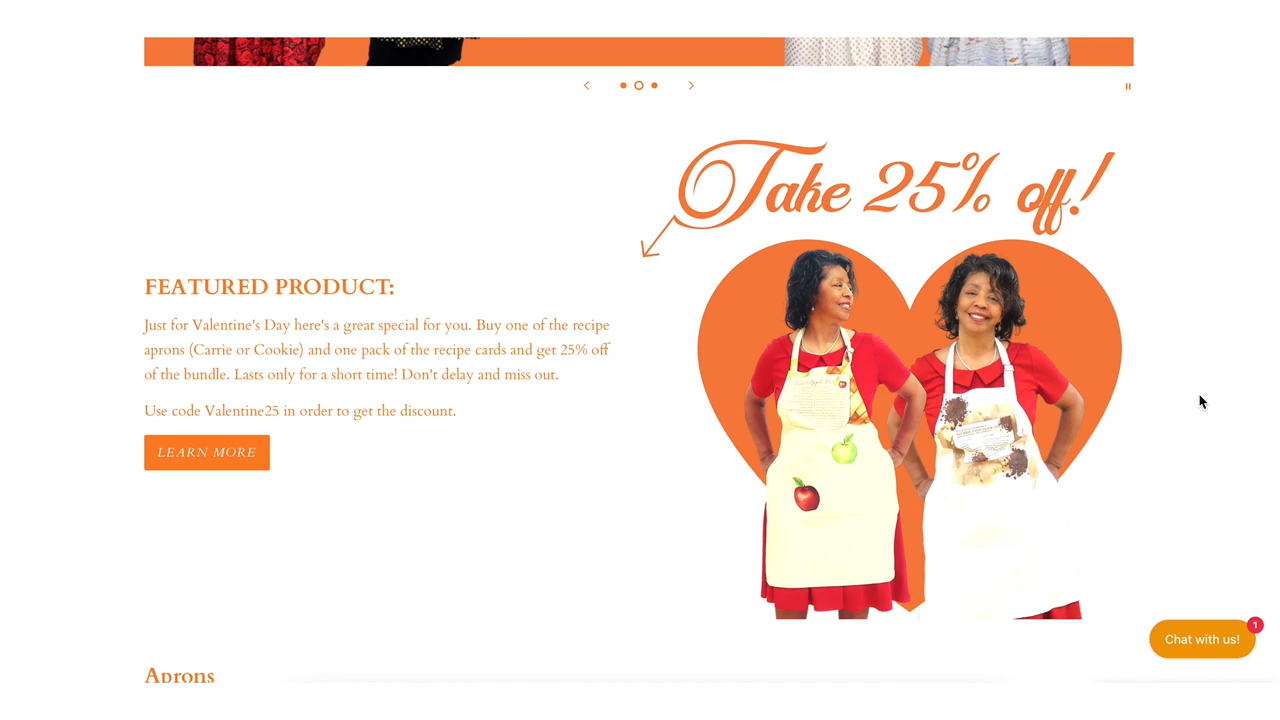 Take 25% off!
FEATURED PRODUCT:
Just for Valentine's Day here's a great special for you. Buy one of the recipe
aprons (Carrie or Cookie) and one pack of the recipe cards and get 25% off
of the bundle. Lasts only for a short time! Don't delay and miss out.
Use code Valentine25 in order to get the discount.
LEARN MORE
1
Chat with us!
Aprons